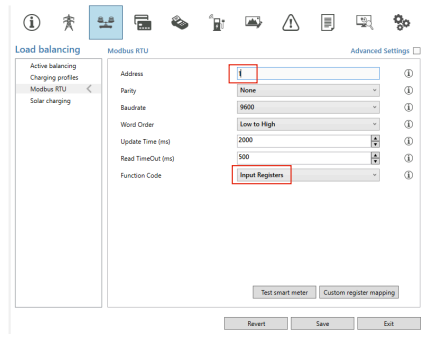 Load balancing
Modbus RTU
Advanced Settings
Active balancing
Charging profiles
Modbus RTU
Solar charging
Address 1
Parity None
Baudrate 9600
Word Order Low to High
Update Time (ms) 2000
Read TimeOut (ms) 500
Function Code Input Registers
Test smart meter Custom register mapping
Revert Save Exit